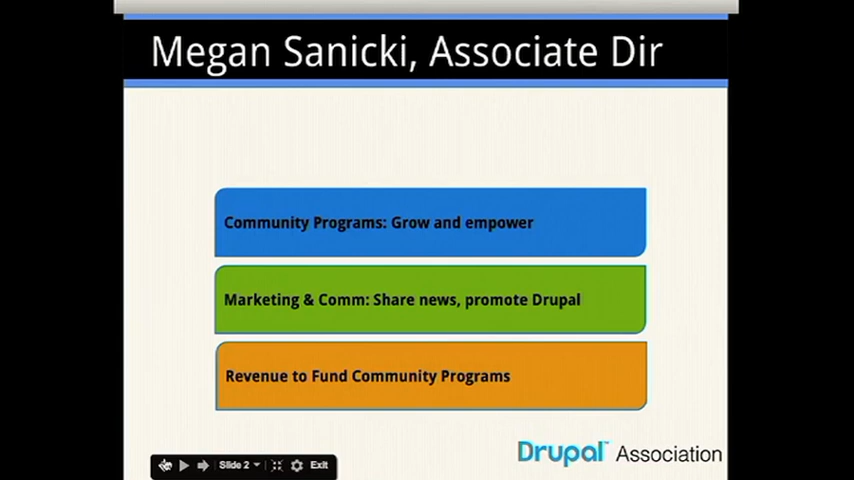 Megan Sanicki, Associate Dir
Community Programs: Grow and empower
Marketing & Comm: Share news, promote Drupal
Revenue to Fund Community Programs
Drupal™ Association
Slide 2
Exit